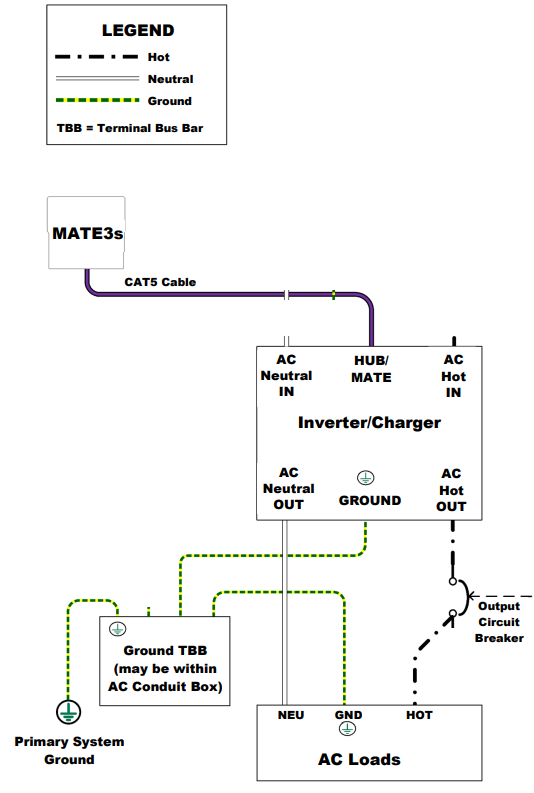 LEGEND
Hot
Neutral
Ground
TBB = Terminal Bus Bar
MATE3s
CAT5 Cable
AC
Neutral
IN
HUB/
MATE
AC
Hot
IN
Inverter/Charger
AC
Neutral
OUT
GROUND
AC
Hot
OUT
Output
Circuit
Breaker
Ground TBB
(may be within
AC Conduit Box)
Primary System
Ground
NEU
GND
HOT
AC Loads